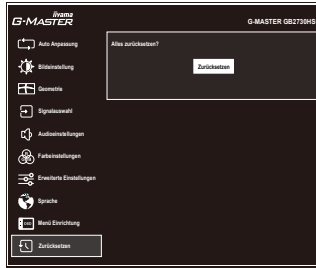 iiyama
G-MASTER
G-MASTER GB2730HS
Auto Anpassung
Alles zurücksetzen?
Zurücksetzen
Bildeinstellung
Geometrie
Signalauswahl
Audioeinstellungen
Farbeinstellungen
Erweiterte Einstellungen
Sprache
OSD
Menü Einrichtung
Zurücksetzen